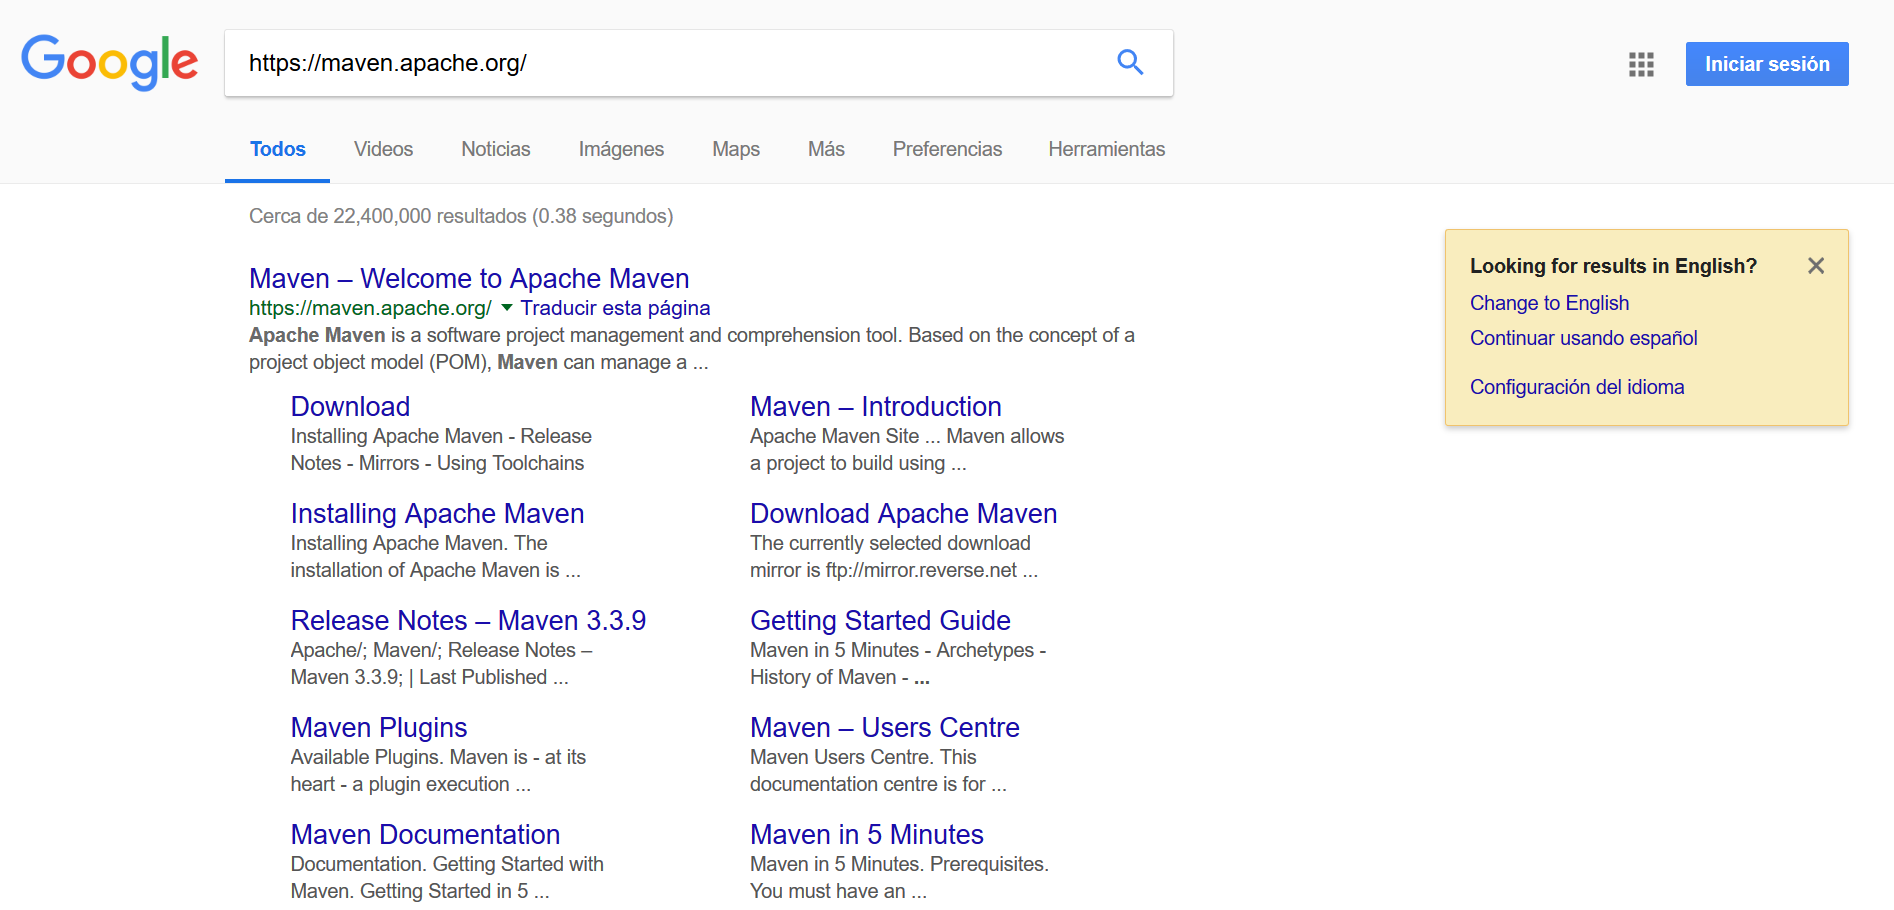 Google
https://maven.apache.org/
Iniciar sesión
Todos Videos Noticias Imágenes Maps Más Preferencias Herramientas
Cerca de 22,400,000 resultados (0.38 segundos)
Maven – Welcome to Apache Maven
https://maven.apache.org/ Traducir esta página
Apache Maven is a software project management and comprehension tool. Based on the concept of a
project object model (POM), Maven can manage a ...
Download
Installing Apache Maven - Release
Notes - Mirrors - Using Toolchains
Maven – Introduction
Apache Maven Site ... Maven allows
a project to build using ...
Installing Apache Maven
Installing Apache Maven. The
installation of Apache Maven is ...
Download Apache Maven
The currently selected download
mirror is ftp://mirror.reverse.net ...
Release Notes – Maven 3.3.9
Apache/; Maven/; Release Notes –
Maven 3.3.9; | Last Published ...
Getting Started Guide
Maven in 5 Minutes - Archetypes -
History of Maven - ...
Maven Plugins
Available Plugins. Maven is - at its
heart - a plugin execution ...
Maven – Users Centre
Maven Users Centre. This
documentation centre is for ...
Maven Documentation
Documentation. Getting Started with
Maven. Getting Started in 5 ...
Maven in 5 Minutes
Maven in 5 Minutes. Prerequisites.
You must have an ...
Looking for results in English?
Change to English
Continuar usando español
Configuración del idioma